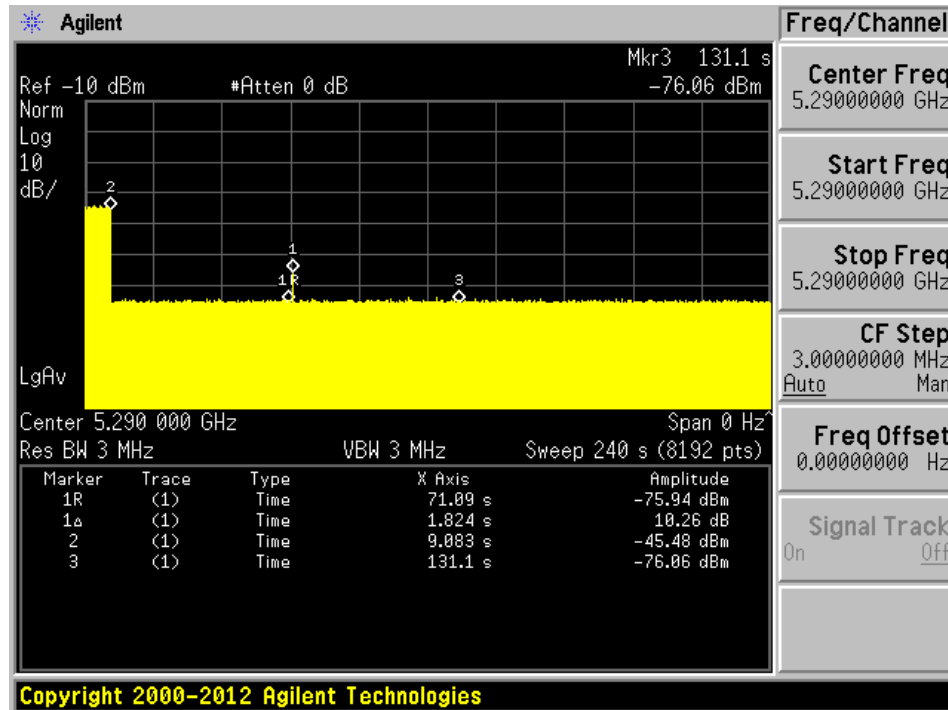 Agilent
Freq/Channel
Mkr3 131.1 s
Ref -10 dBm #Atten 0 dB -76.06 dBm
Norm
Log
10
dB/
2
1
1R
3
LgAv
Center 5.290 000 GHz Span 0 Hz^
Res BW 3 MHz VBW 3 MHz Sweep 240 s (8192 pts)
Marker Trace Type X Axis Amplitude
1R (1) Time 71.09 s -75.94 dBm
1Δ (1) Time 1.824 s 10.26 dB
2 (1) Time 9.083 s -45.48 dBm
3 (1) Time 131.1 s -76.06 dBm
Center Freq
5.29000000 GHz
Start Freq
5.29000000 GHz
Stop Freq
5.29000000 GHz
CF Step
3.00000000 MHz
Auto Man
Freq Offset
0.00000000 Hz
Signal Track
On Off
Copyright 2000-2012 Agilent Technologies